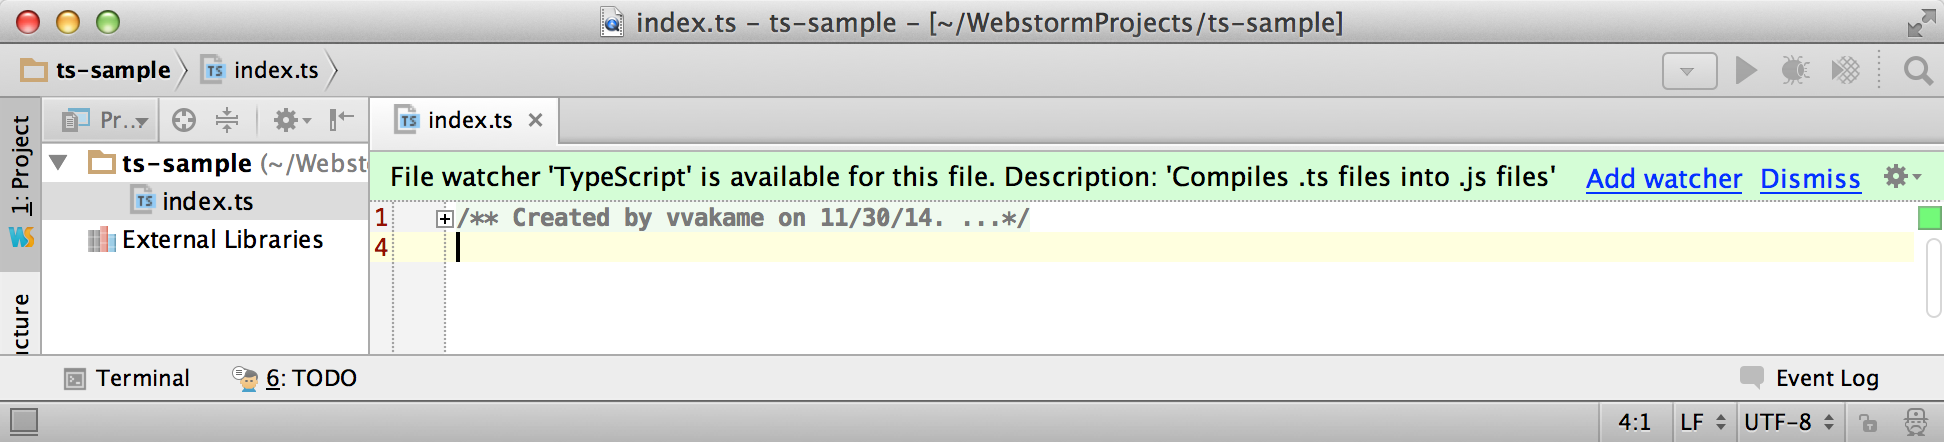 index.ts – ts-sample – [~/WebstormProjects/ts-sample]
ts-sample index.ts
1: Project
Pr...
index.ts
ts-sample (~/Webst
index.ts
External Libraries
File watcher 'TypeScript' is available for this file. Description: 'Compiles .ts files into .js files' Add watcher Dismiss
1 /** Created by vvakame on 11/30/14. ...*/
4
ucture
Terminal 6: TODO Event Log
4:1 LF UTF-8